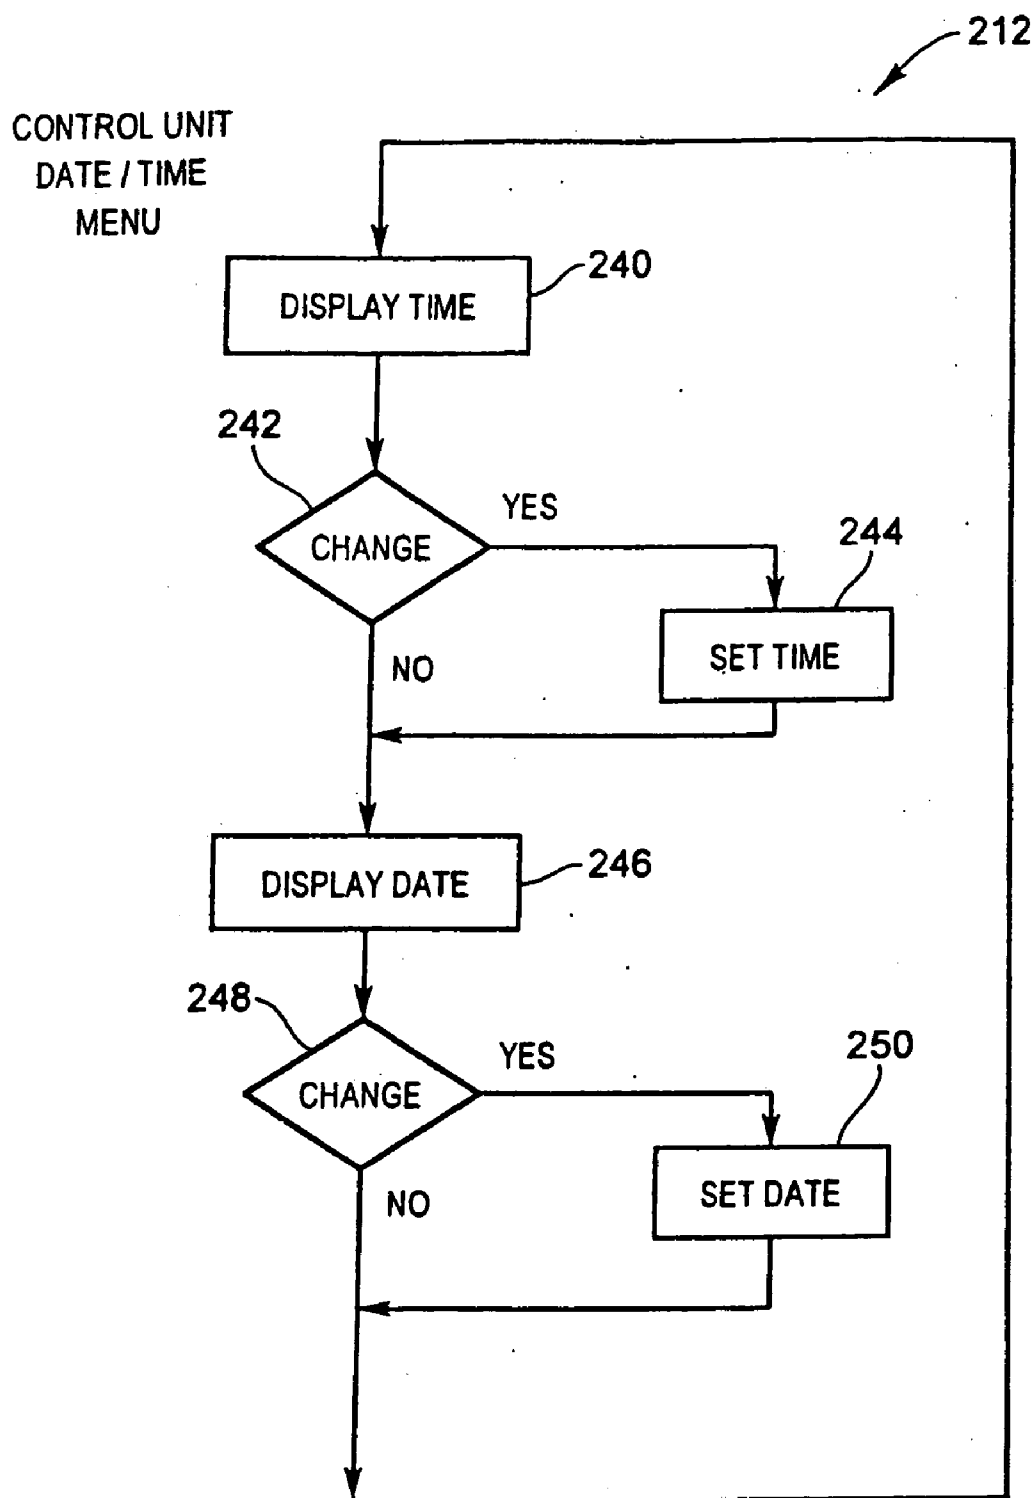 212
CONTROL UNIT
DATE / TIME
MENU
240
DISPLAY TIME
242
YES
CHANGE
244
SET TIME
NO
DISPLAY DATE
246
248
YES
CHANGE
250
SET DATE
NO